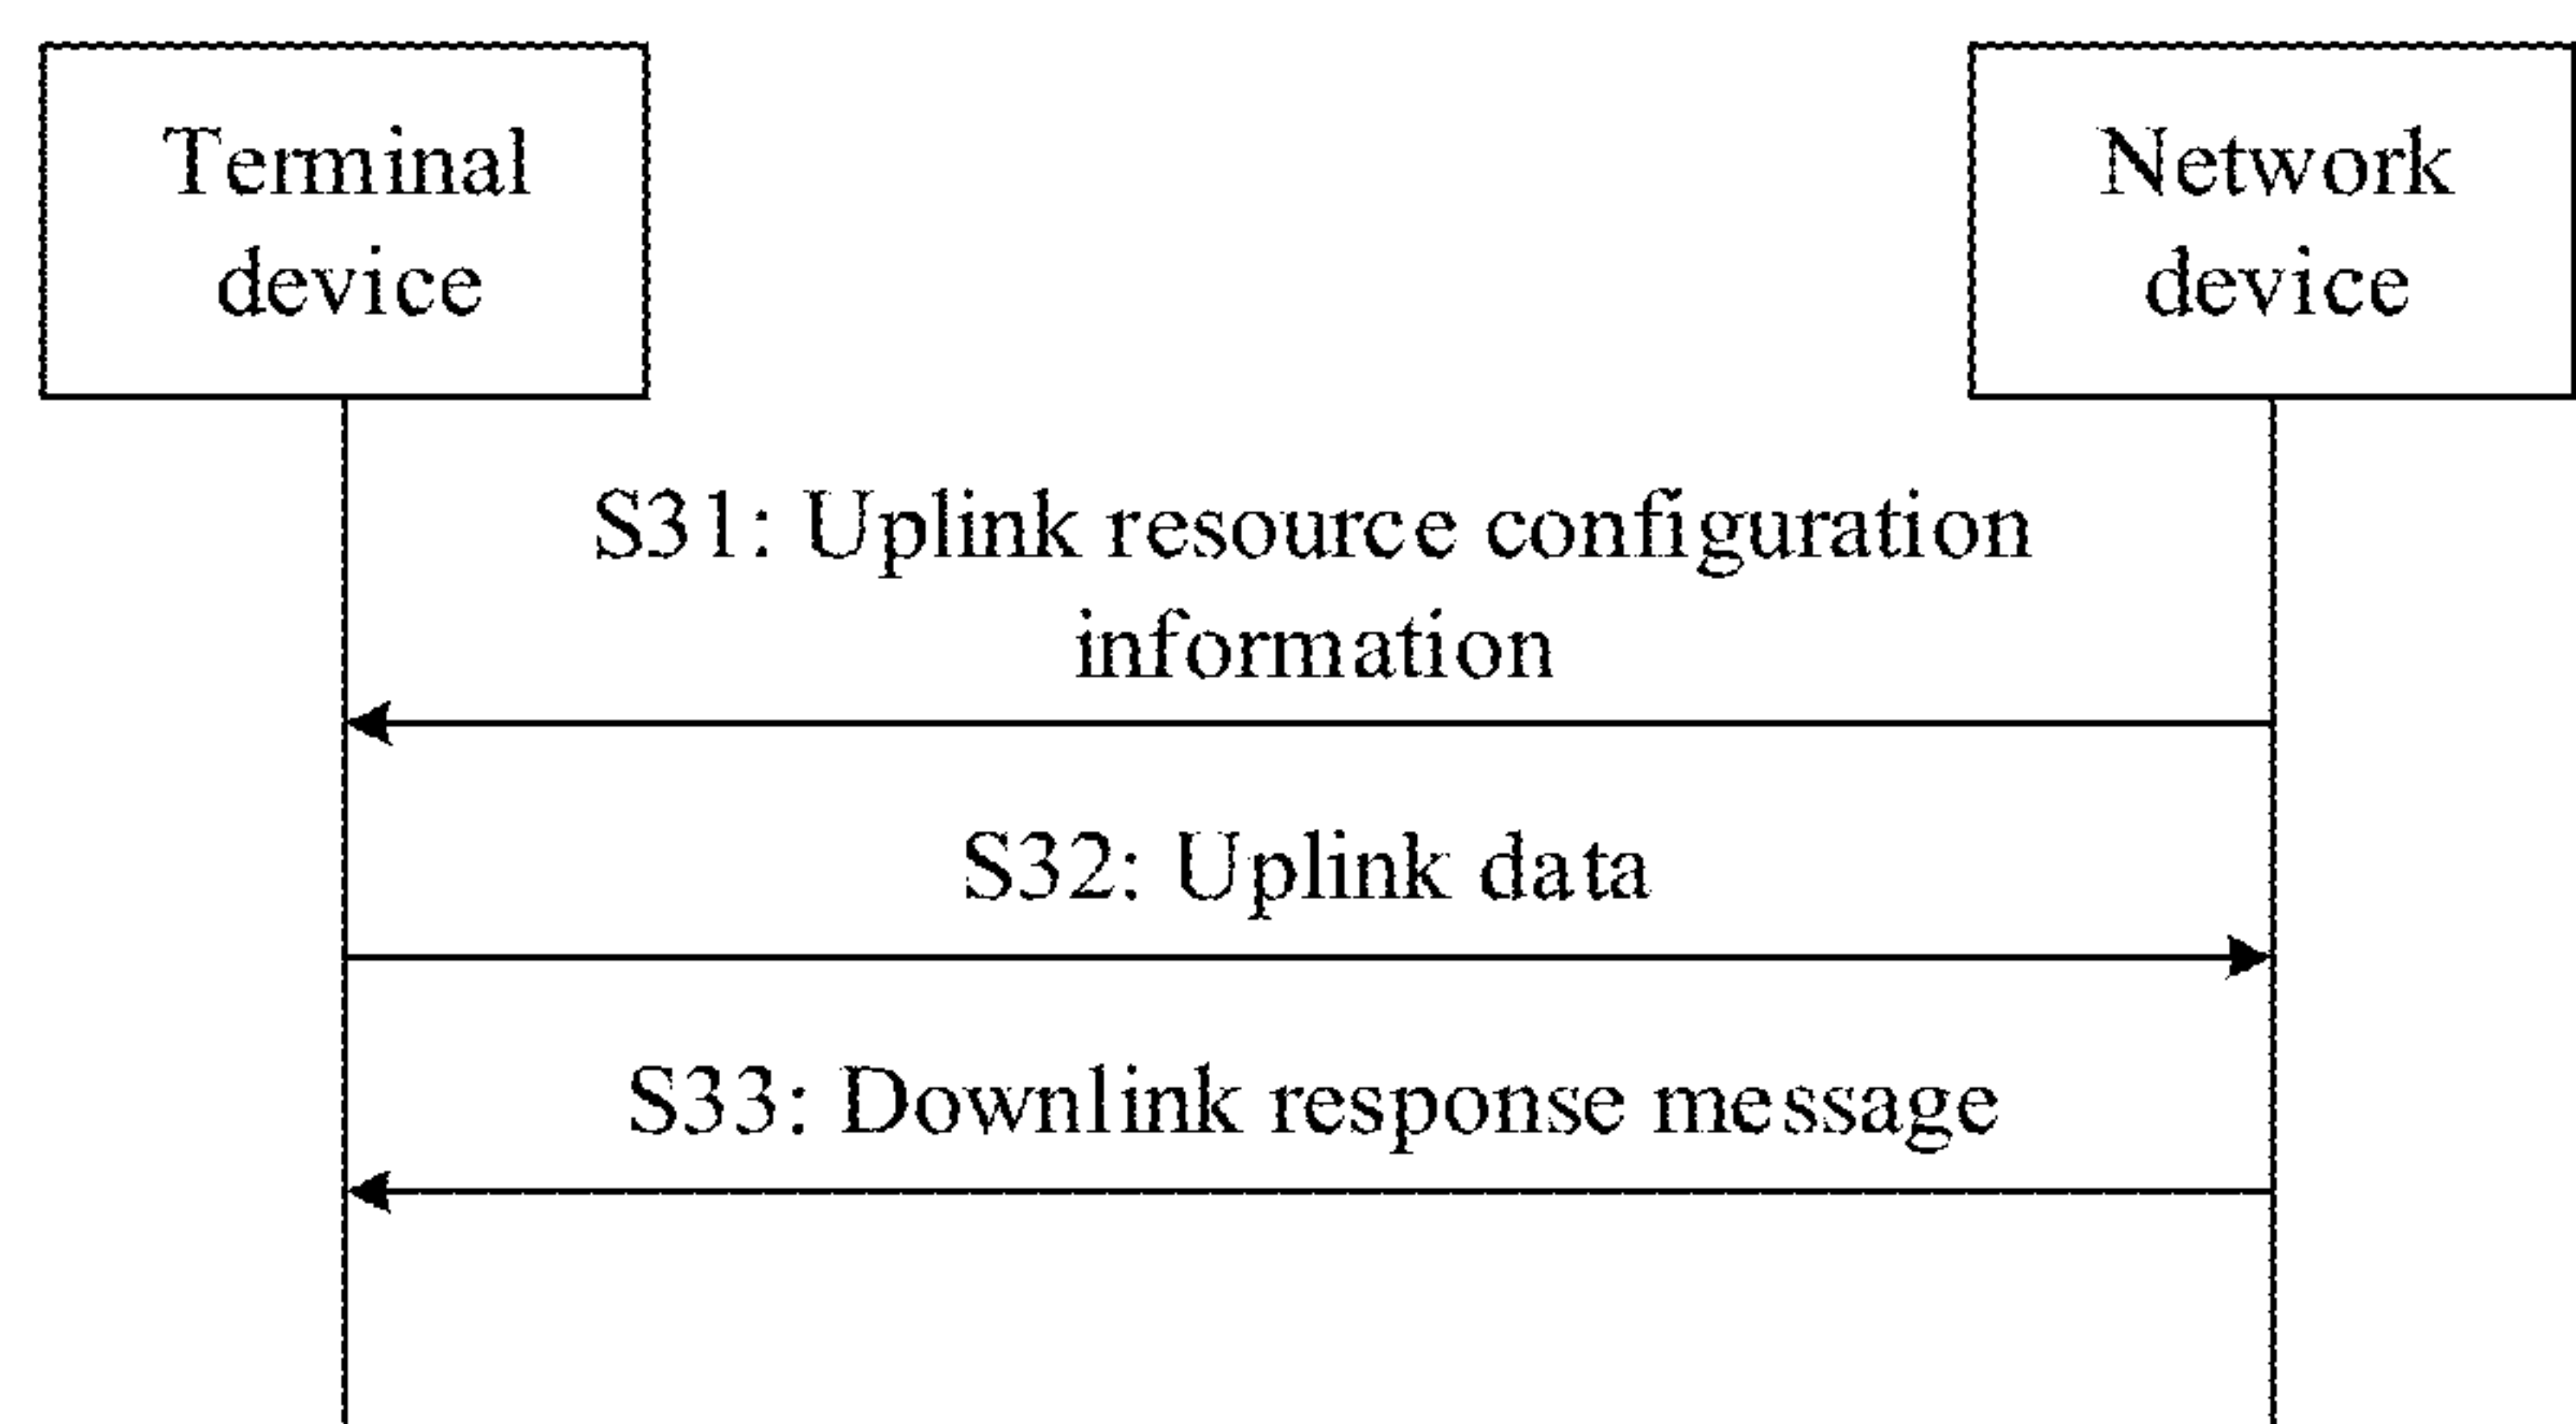 Terminal
device
Network
device
S31: Uplink resource configuration
information
S32: Uplink data
S33: Downlink response message